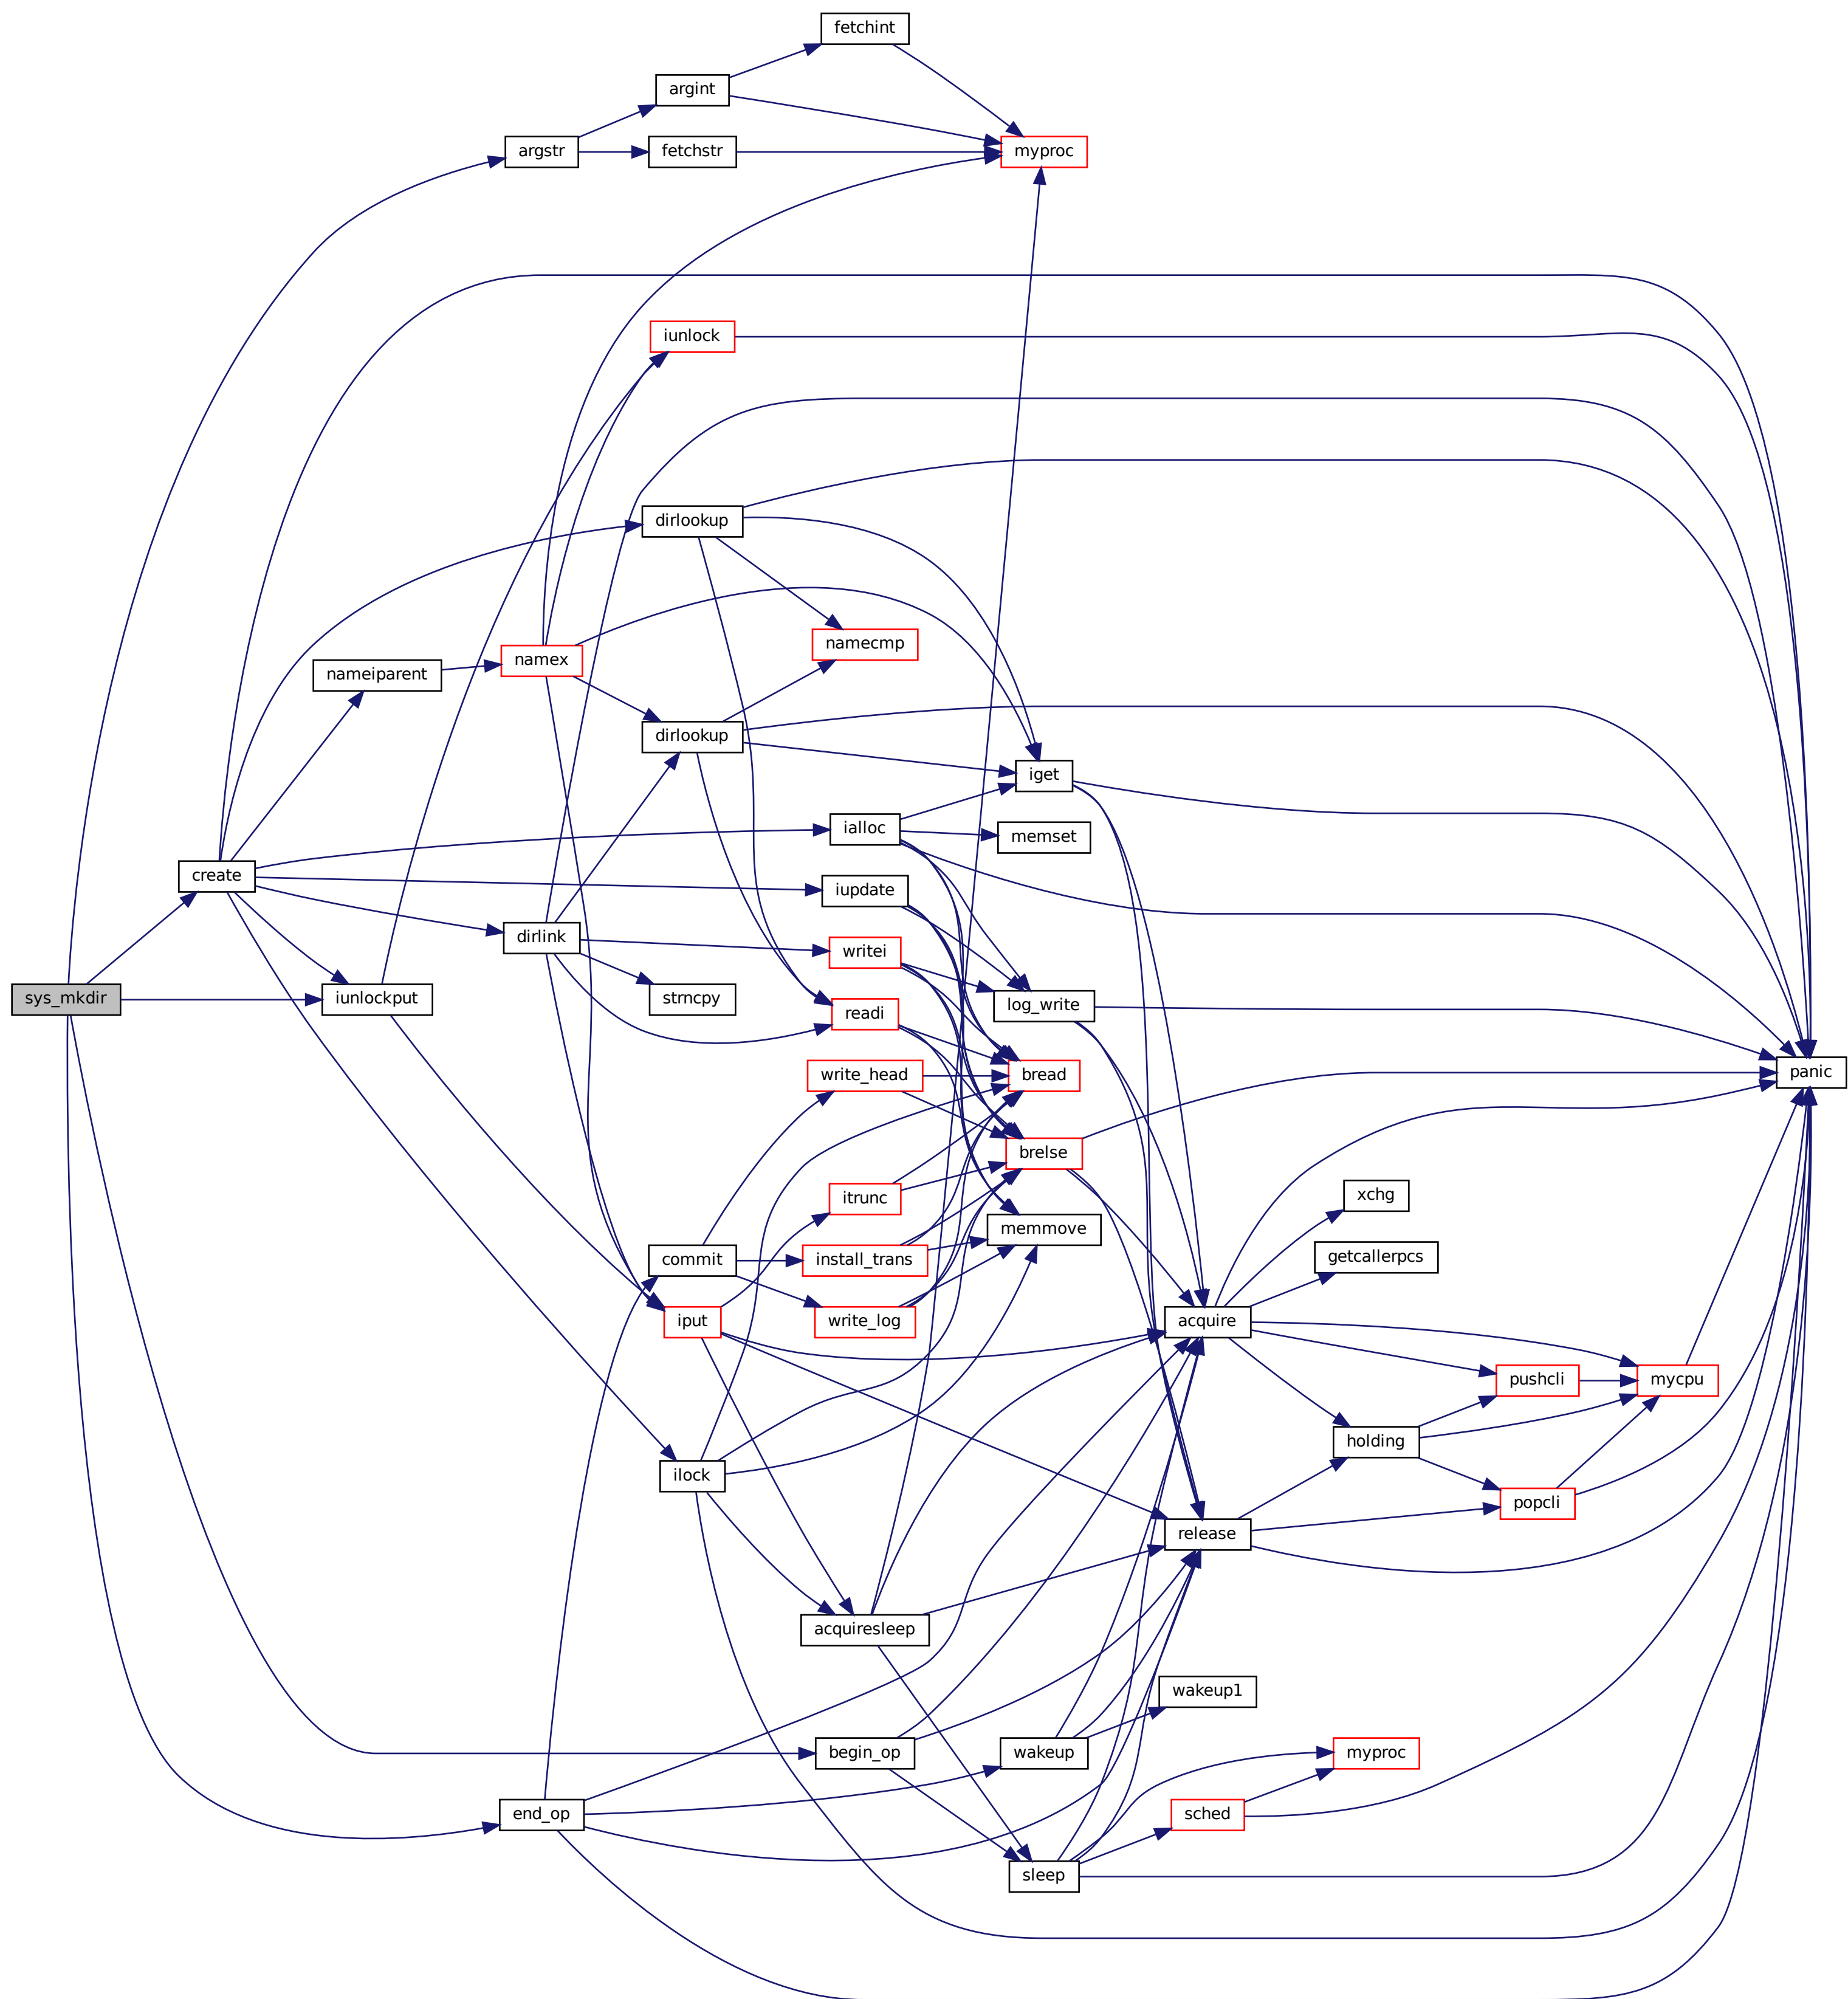 fetchint
argint
argstr
fetchstr
myproc
iunlock
dirlookup
namecmp
namex
nameiparent
dirlookup
iget
ialloc
memset
create
iupdate
dirlink
writei
sys_mkdir
iunlockput
strncpy
readi
log_write
write_head
bread
panic
brelse
itrunc
xchg
memmove
commit
install_trans
getcallerpcs
iput
write_log
acquire
pushcli
mycpu
holding
ilock
popcli
release
acquiresleep
wakeup1
begin_op
wakeup
myproc
end_op
sched
sleep